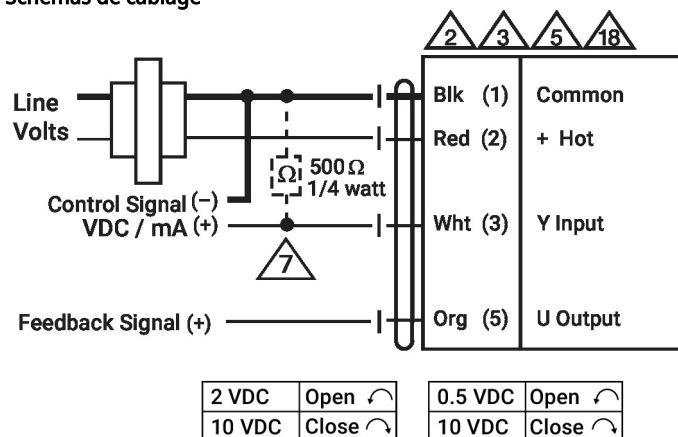 Schémas de câblage
2 3 5 18
Line Volts
Blk (1) Common
Red (2) + Hot
Ω 500 Ω
1/4 watt
Control Signal (−)
VDC / mA (+)
Wht (3) Y Input
7
Feedback Signal (+)
Org (5) U Output
2 VDC Open
10 VDC Close
0.5 VDC Open
10 VDC Close